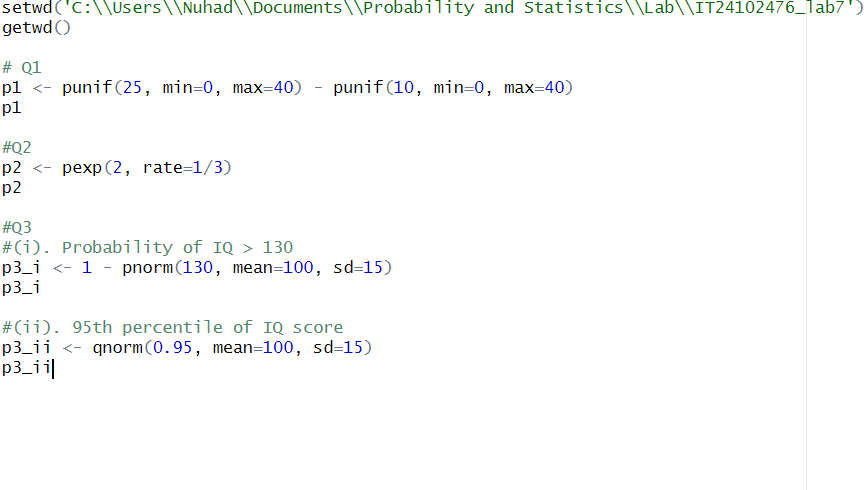 setwd('C:\\Users\\Nuhad\\Documents\\Probability and Statistics\\Lab\\IT24102476_lab7')
getwd()
# Q1
p1 <- punif(25, min=0, max=40) - punif(10, min=0, max=40)
p1
#Q2
p2 <- pexp(2, rate=1/3)
p2
#Q3
#(i). Probability of IQ > 130
p3_i <- 1 - pnorm(130, mean=100, sd=15)
p3_i
#(ii). 95th percentile of IQ score
p3_ii <- qnorm(0.95, mean=100, sd=15)
p3_ii